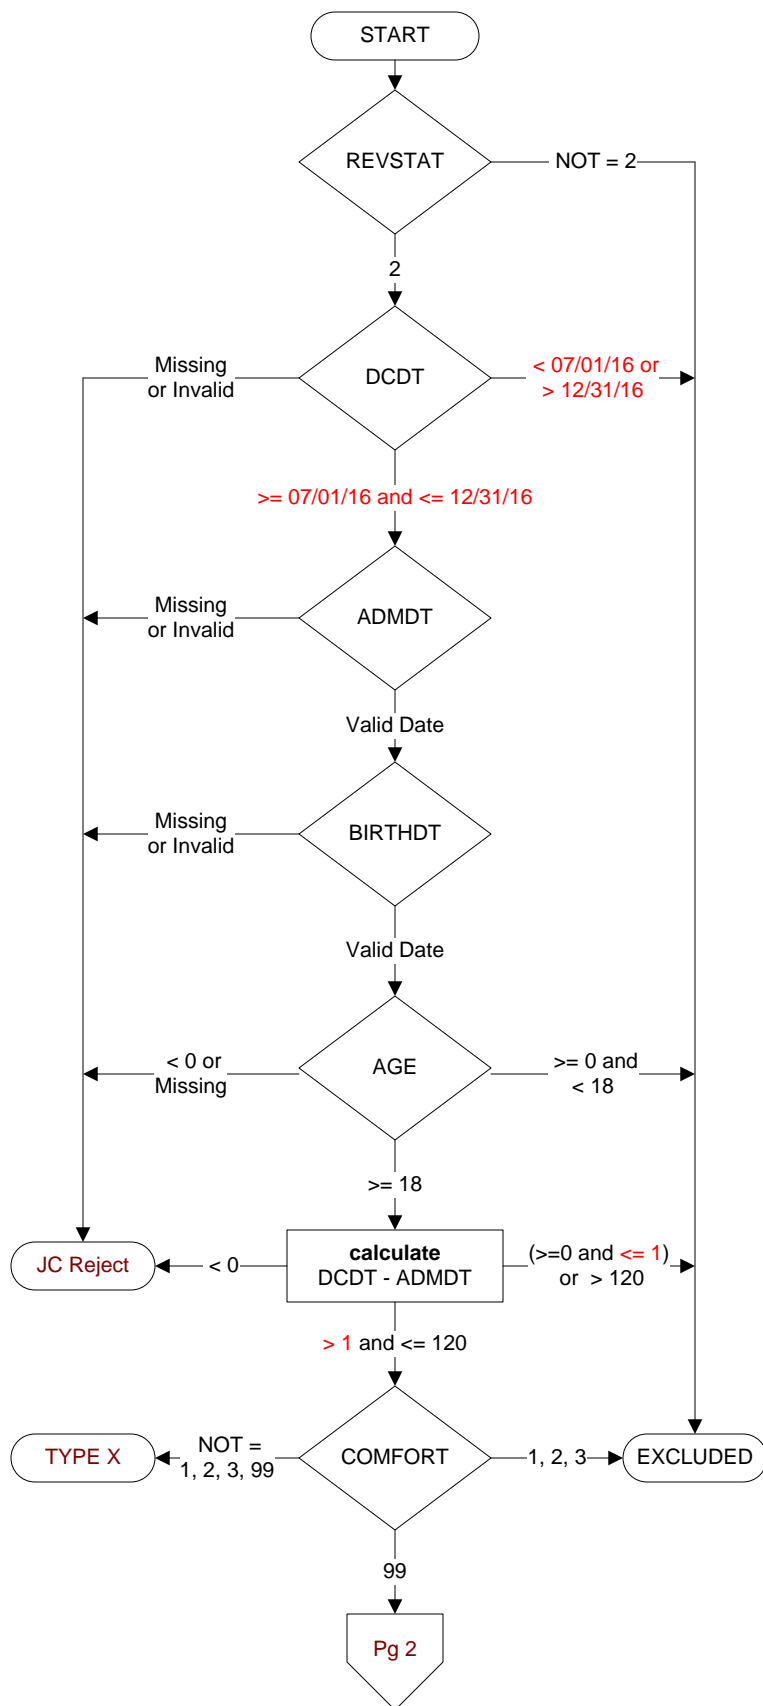 START
REVSTAT
NOT = 2
2
Missing
or Invalid
DCDT
< 07/01/16 or
> 12/31/16
>= 07/01/16 and <= 12/31/16
Missing
or Invalid
ADMDT
Valid Date
Missing
or Invalid
BIRTHDT
Valid Date
< 0 or
Missing
AGE
>= 0 and
< 18
>= 18
JC Reject
< 0
calculate
DCDT - ADMDT
(>=0 and <= 1)
or > 120
> 1 and <= 120
TYPE X
NOT =
1, 2, 3, 99
COMFORT
1, 2, 3
EXCLUDED
99
Pg 2